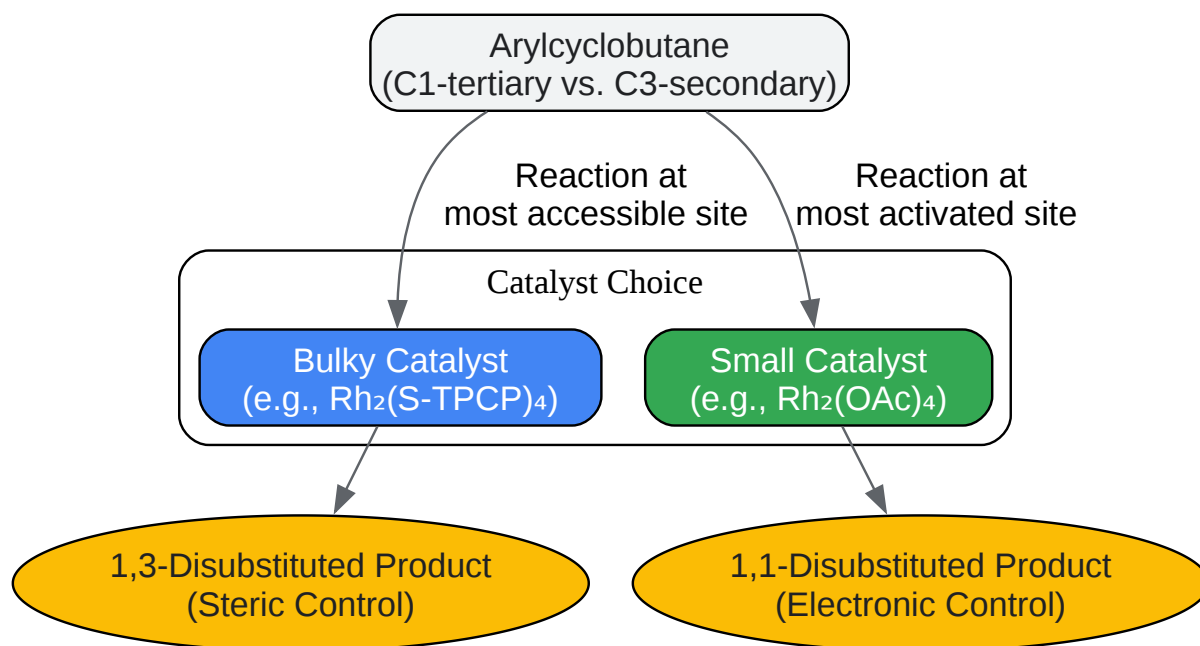 Arylcyclobutane
(C1-tertiary vs. C3-secondary)
Reaction at
most accessible site
Reaction at
most activated site
Catalyst Choice
Bulky Catalyst
(e.g., Rh₂(S-TPCP)₄)
Small Catalyst
(e.g., Rh₂(OAc)₄)
1,3-Disubstituted Product
(Steric Control)
1,1-Disubstituted Product
(Electronic Control)